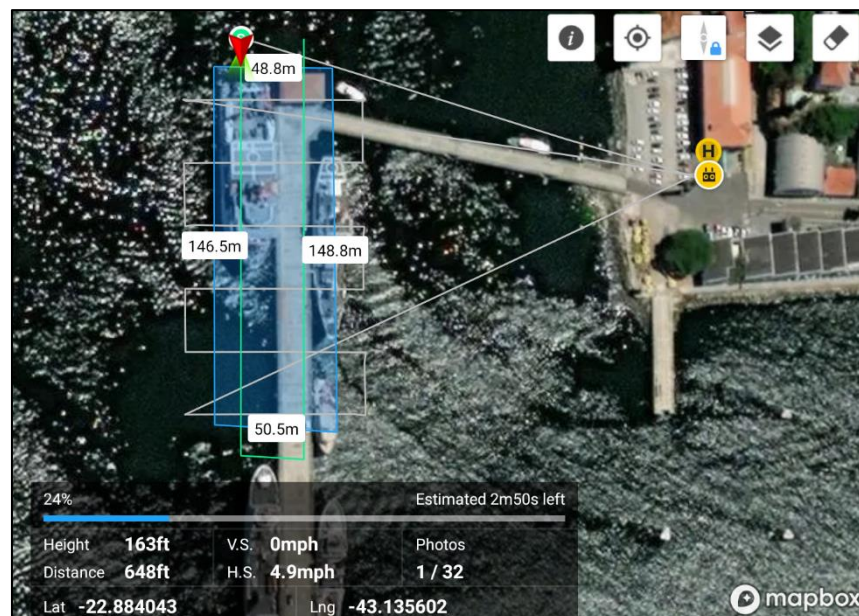 i
48.8m
H
146.5m
148.8m
50.5m
24% Estimated 2m50s left
Height 163ft V.S. 0mph Photos
Distance 648ft H.S. 4.9mph 1 / 32
Lat -22.884043 Lng -43.135602
mapbox